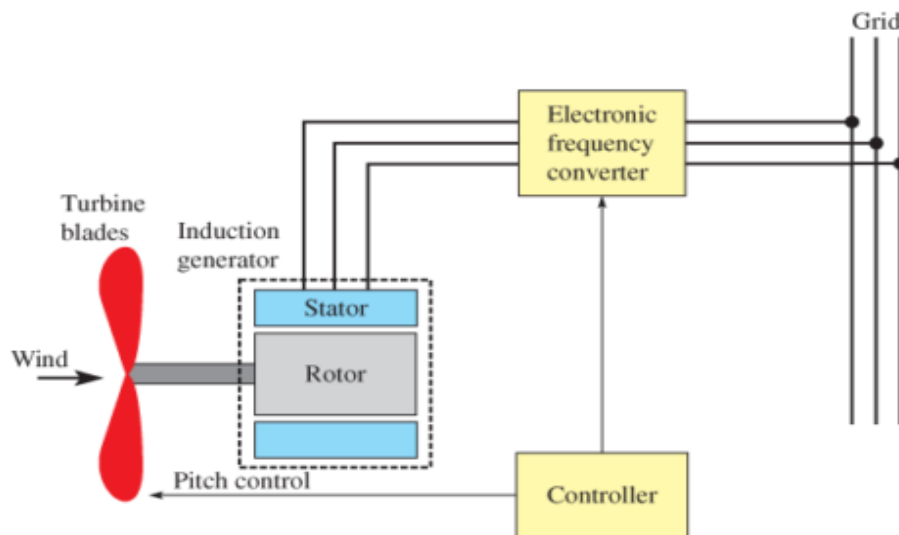 Grid
Electronic
frequency
converter
Turbine
blades
Induction
generator
Stator
Wind
Rotor
Pitch control
Controller